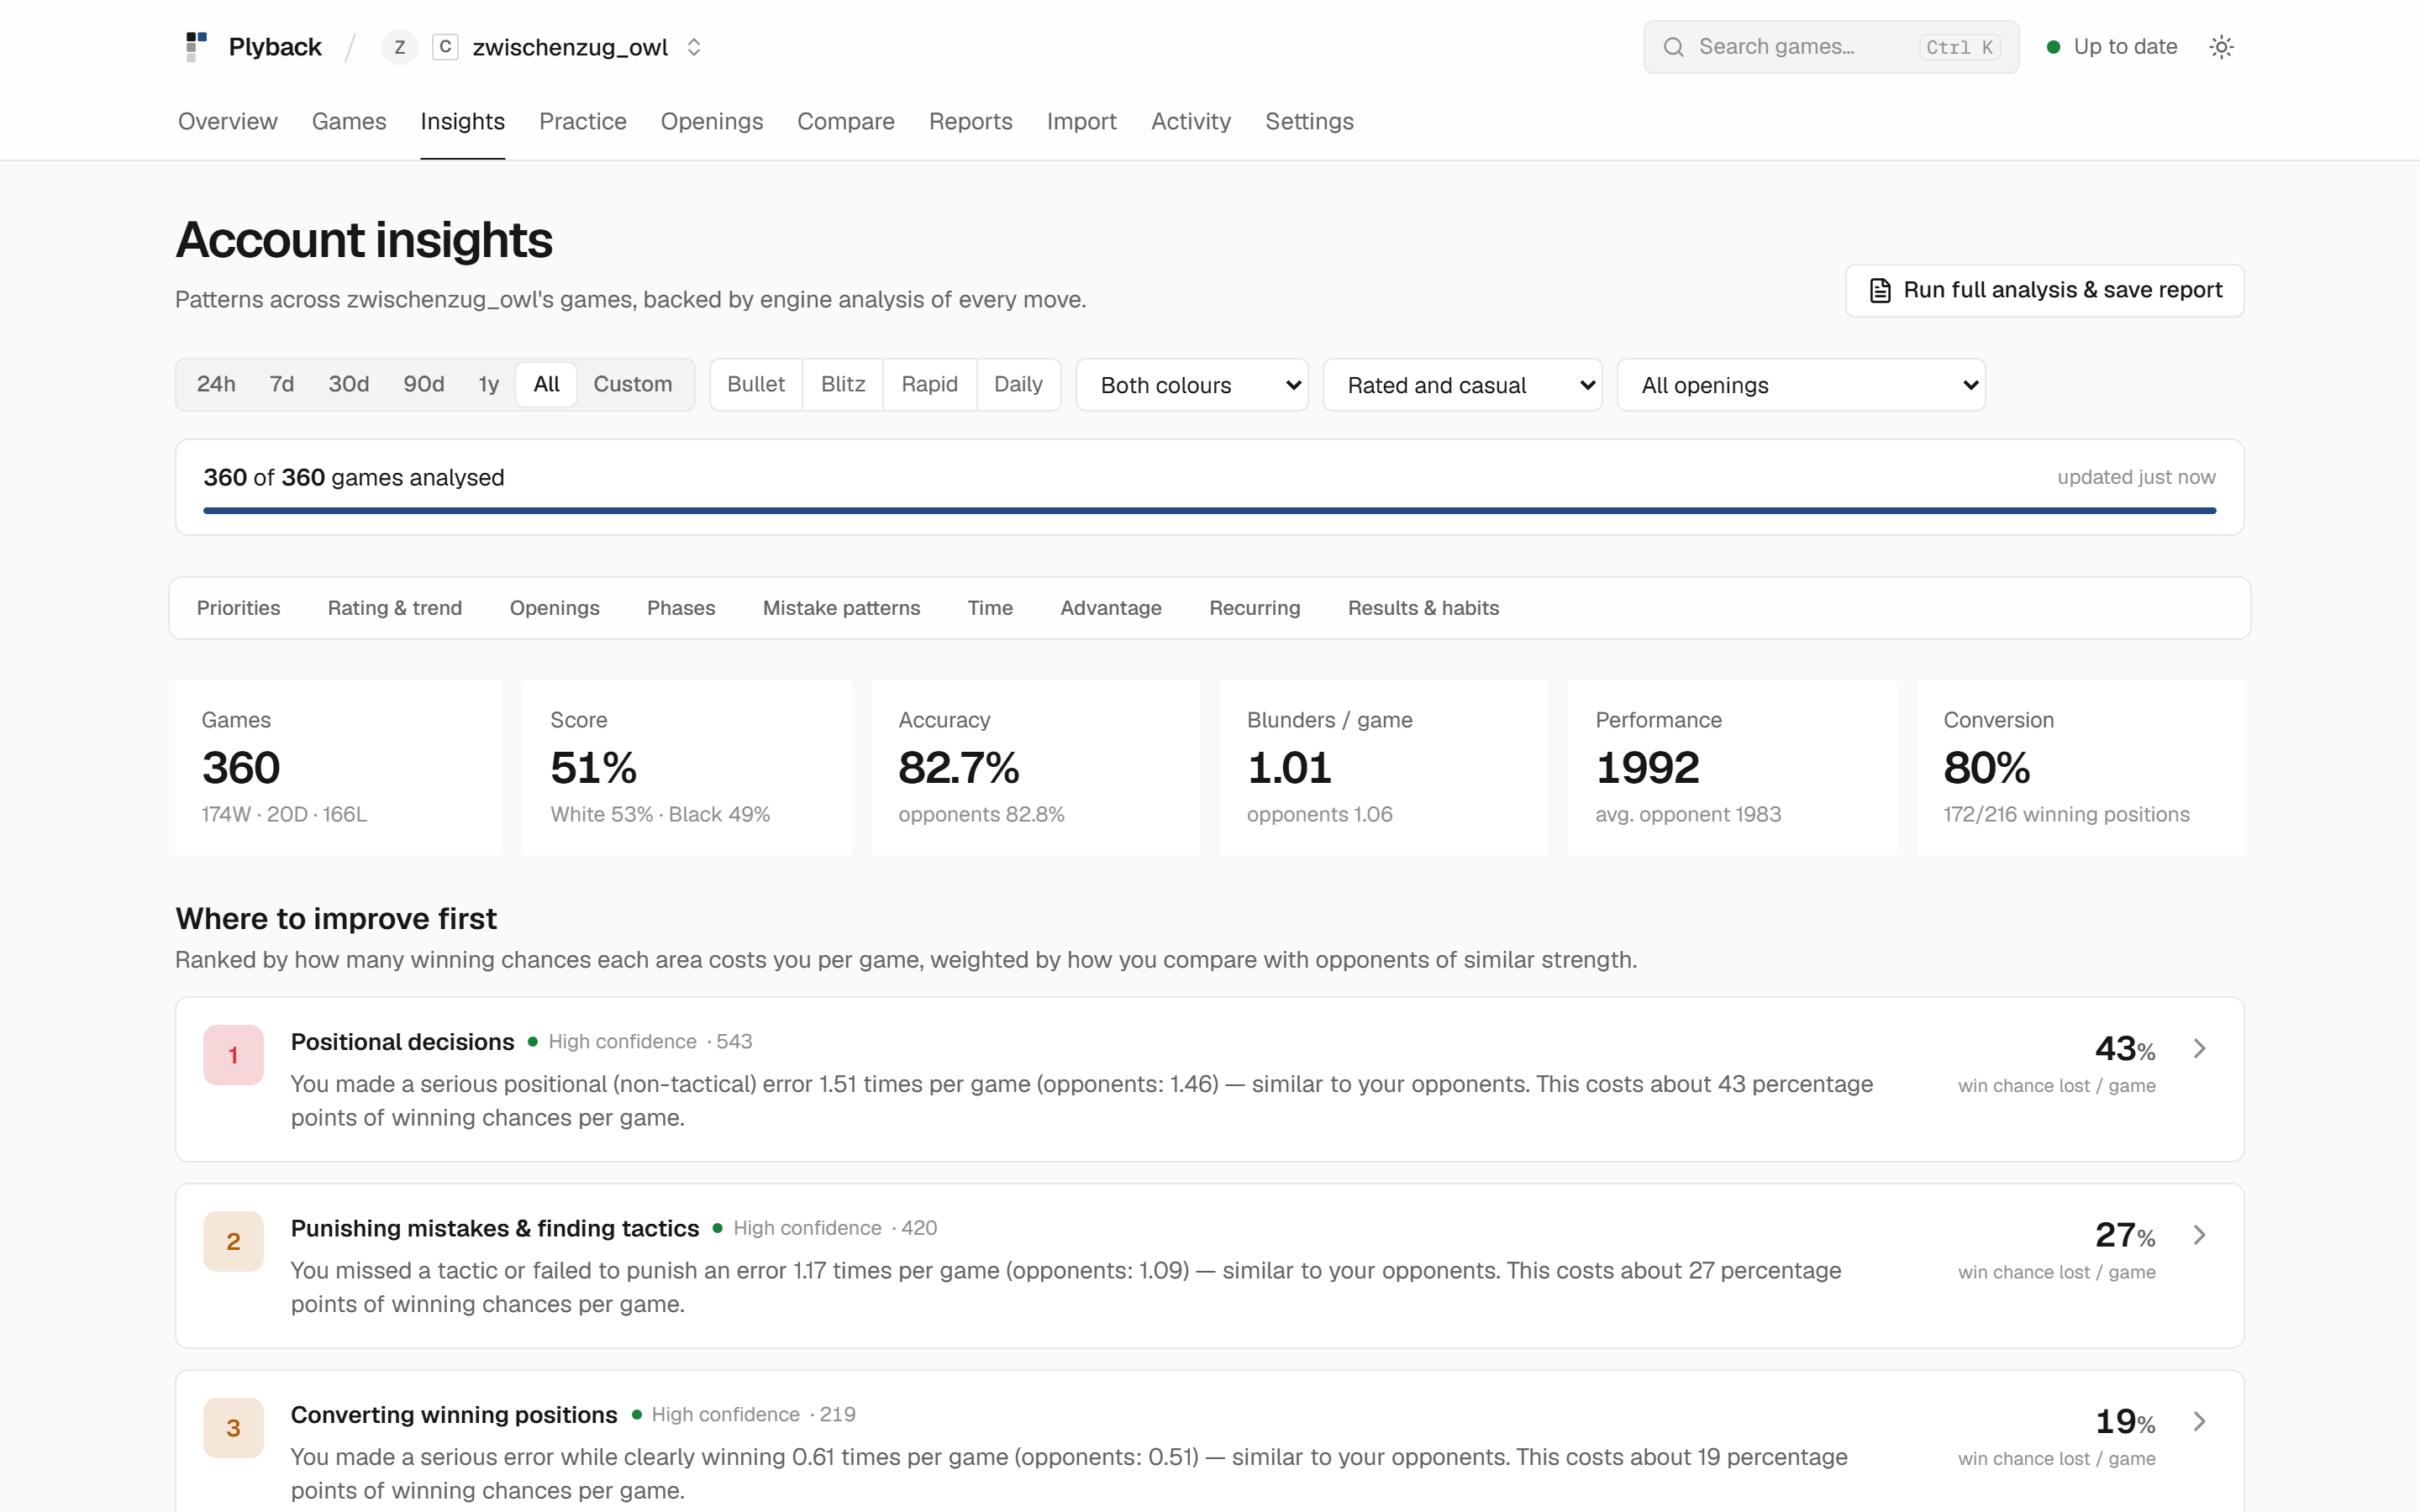 Plyback / Z C zwischenzug_owl
Search games... Ctrl K
Up to date
Overview Games Insights Practice Openings Compare Reports Import Activity Settings
Account insights
Patterns across zwischenzug_owl's games, backed by engine analysis of every move.
Run full analysis & save report
24h 7d 30d 90d 1y All Custom Bullet Blitz Rapid Daily Both colours Rated and casual All openings
360 of 360 games analysed
updated just now
Priorities Rating & trend Openings Phases Mistake patterns Time Advantage Recurring Results & habits
Games
360
174W · 20D · 166L
Score
51%
White 53% · Black 49%
Accuracy
82.7%
opponents 82.8%
Blunders / game
1.01
opponents 1.06
Performance
1992
avg. opponent 1983
Conversion
80%
172/216 winning positions
Where to improve first
Ranked by how many winning chances each area costs you per game, weighted by how you compare with opponents of similar strength.
1
Positional decisions High confidence · 543
You made a serious positional (non-tactical) error 1.51 times per game (opponents: 1.46) — similar to your opponents. This costs about 43 percentage
points of winning chances per game.
43%
win chance lost / game
2
Punishing mistakes & finding tactics High confidence · 420
You missed a tactic or failed to punish an error 1.17 times per game (opponents: 1.09) — similar to your opponents. This costs about 27 percentage
points of winning chances per game.
27%
win chance lost / game
3
Converting winning positions High confidence · 219
You made a serious error while clearly winning 0.61 times per game (opponents: 0.51) — similar to your opponents. This costs about 19 percentage
points of winning chances per game.
19%
win chance lost / game